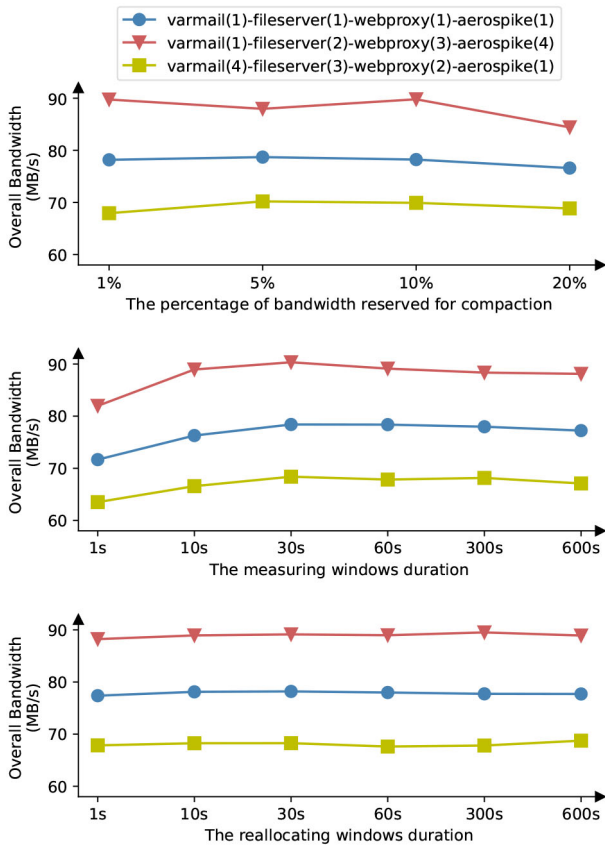 varmail(1)-fileserver(1)-webproxy(1)-aerospike(1)
varmail(1)-fileserver(2)-webproxy(3)-aerospike(4)
varmail(4)-fileserver(3)-webproxy(2)-aerospike(1)
Overall Bandwidth
(MB/s)
90
80
70
60
1% 5% 10% 20%
The percentage of bandwidth reserved for compaction
Overall Bandwidth
(MB/s)
90
80
70
60
1s 10s 30s 60s 300s 600s
The measuring windows duration
Overall Bandwidth
(MB/s)
90
80
70
60
1s 10s 30s 60s 300s 600s
The reallocating windows duration